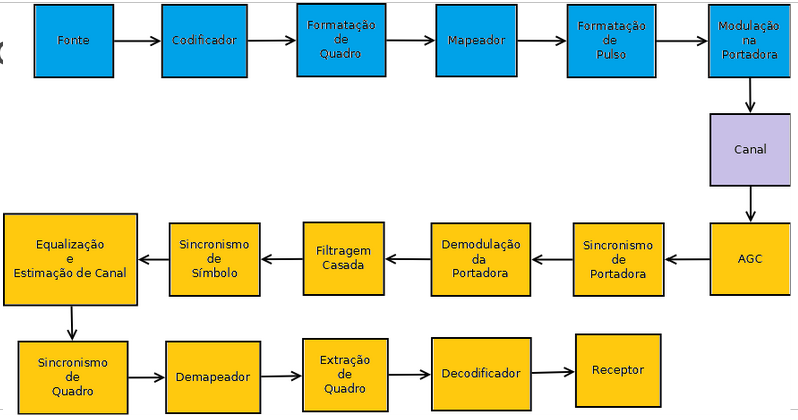 Fonte
Codificador
Formatação
de
Quadro
Mapeador
Formatação
de
Pulso
Modulação
na
Portadora
Canal
AGC
Sincronismo
de
Portadora
Demodulação
da
Portadora
Filtragem
Casada
Sincronismo
de
Símbolo
Equalização
e
Estimação de Canal
Sincronismo
de
Quadro
Demapeador
Extração
de
Quadro
Decodificador
Receptor